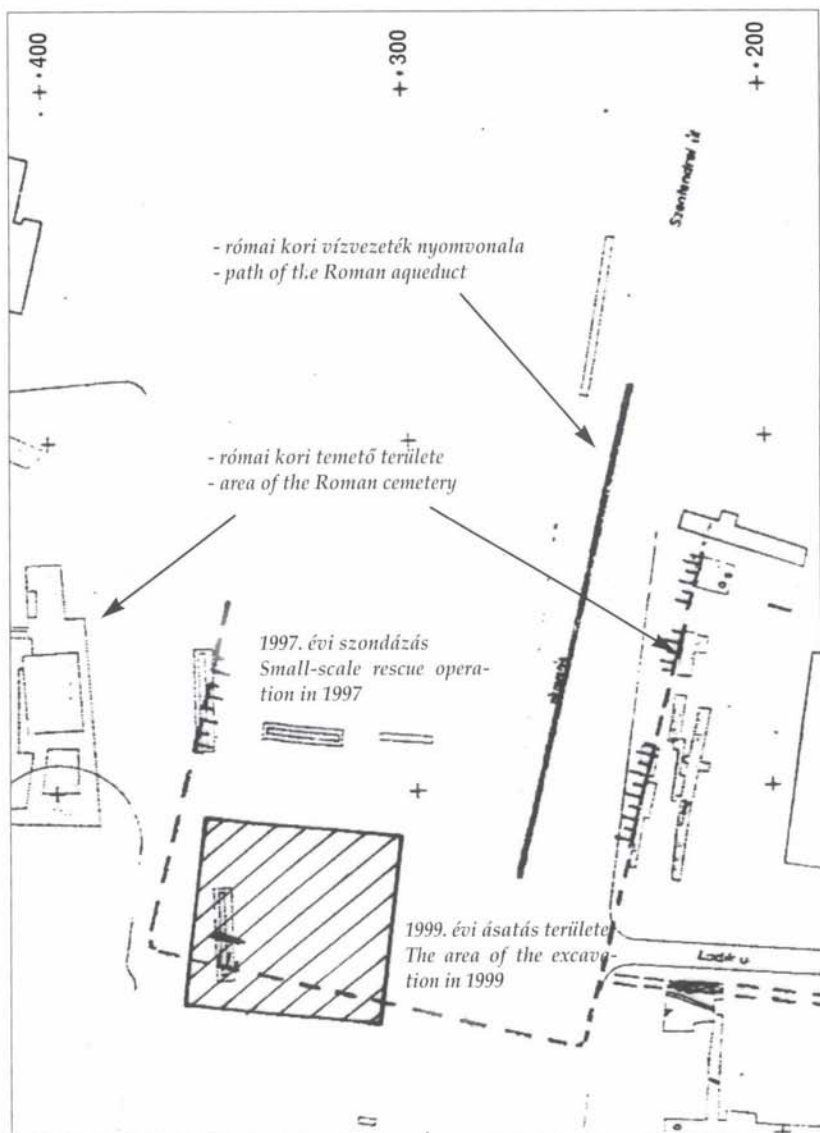 +·400
+·300
+·200
Szentendrei út
- római kori vízvezeték nyomvonala
- path of the Roman aqueduct
- római kori temető területe
- area of the Roman cemetery
1997. évi szondázás
Small-scale rescue opera-
tion in 1997
1999. évi ásatás területe
The area of the excava-
tion in 1999
Ladik u